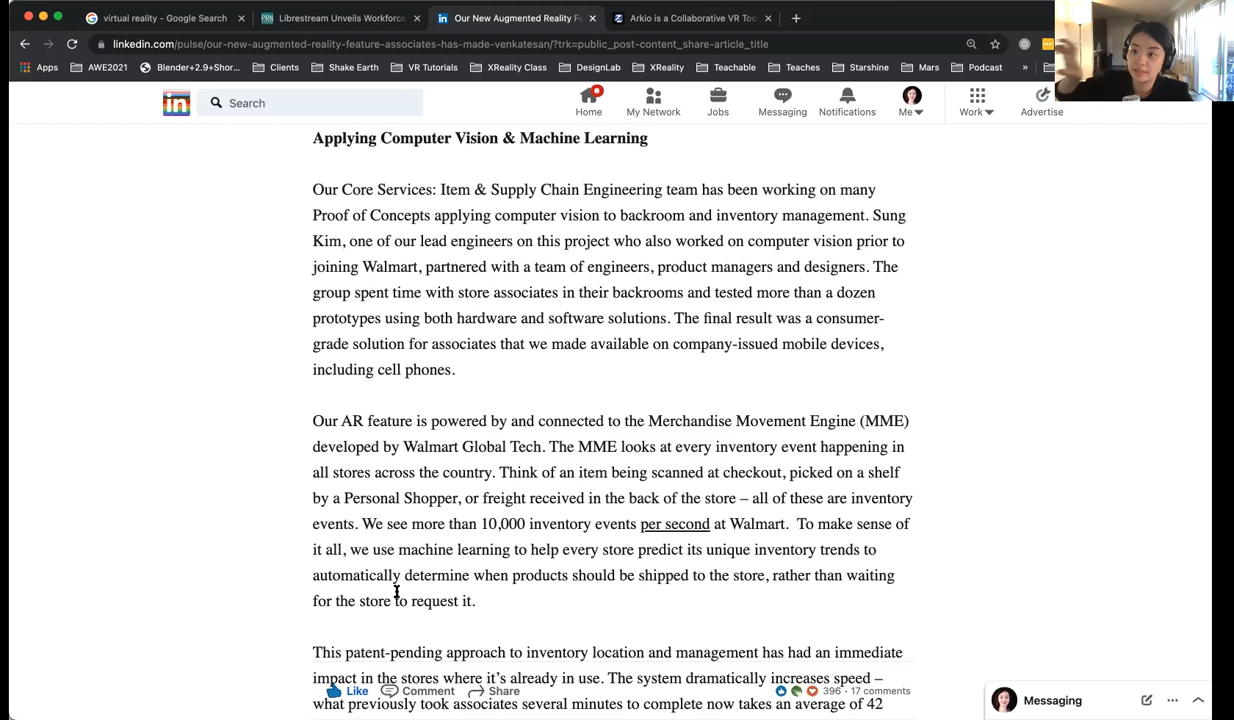 virtual reality - Google Search
Librestream Unveils Workforce
Our New Augmented Reality Fe
Arkio is a Collaborative VR Too
linkedin.com/pulse/our-new-augmented-reality-feature-associates-has-made-venkatesan/?trk=public_post-content_share-article_title
Apps
AWE2021
Blender+2.9+Shor...
Clients
Shake Earth
VR Tutorials
XReality Class
DesignLab
XReality
Teachable
Teaches
Starshine
Mars
Podcast
»
in
Search
Home
My Network
Jobs
Messaging
Notifications
Me
Work
Advertise
Applying Computer Vision & Machine Learning
Our Core Services: Item & Supply Chain Engineering team has been working on many
Proof of Concepts applying computer vision to backroom and inventory management. Sung
Kim, one of our lead engineers on this project who also worked on computer vision prior to
joining Walmart, partnered with a team of engineers, product managers and designers. The
group spent time with store associates in their backrooms and tested more than a dozen
prototypes using both hardware and software solutions. The final result was a consumer-
grade solution for associates that we made available on company-issued mobile devices,
including cell phones.
Our AR feature is powered by and connected to the Merchandise Movement Engine (MME)
developed by Walmart Global Tech. The MME looks at every inventory event happening in
all stores across the country. Think of an item being scanned at checkout, picked on a shelf
by a Personal Shopper, or freight received in the back of the store – all of these are inventory
events. We see more than 10,000 inventory events per second at Walmart. To make sense of
it all, we use machine learning to help every store predict its unique inventory trends to
automatically determine when products should be shipped to the store, rather than waiting
for the store to request it.
This patent-pending approach to inventory location and management has had an immediate
impact in the stores where it's already in use. The system dramatically increases speed –
Like
Comment
Share
396 · 17 comments
what previously took associates several minutes to complete now takes an average of 42
Messaging